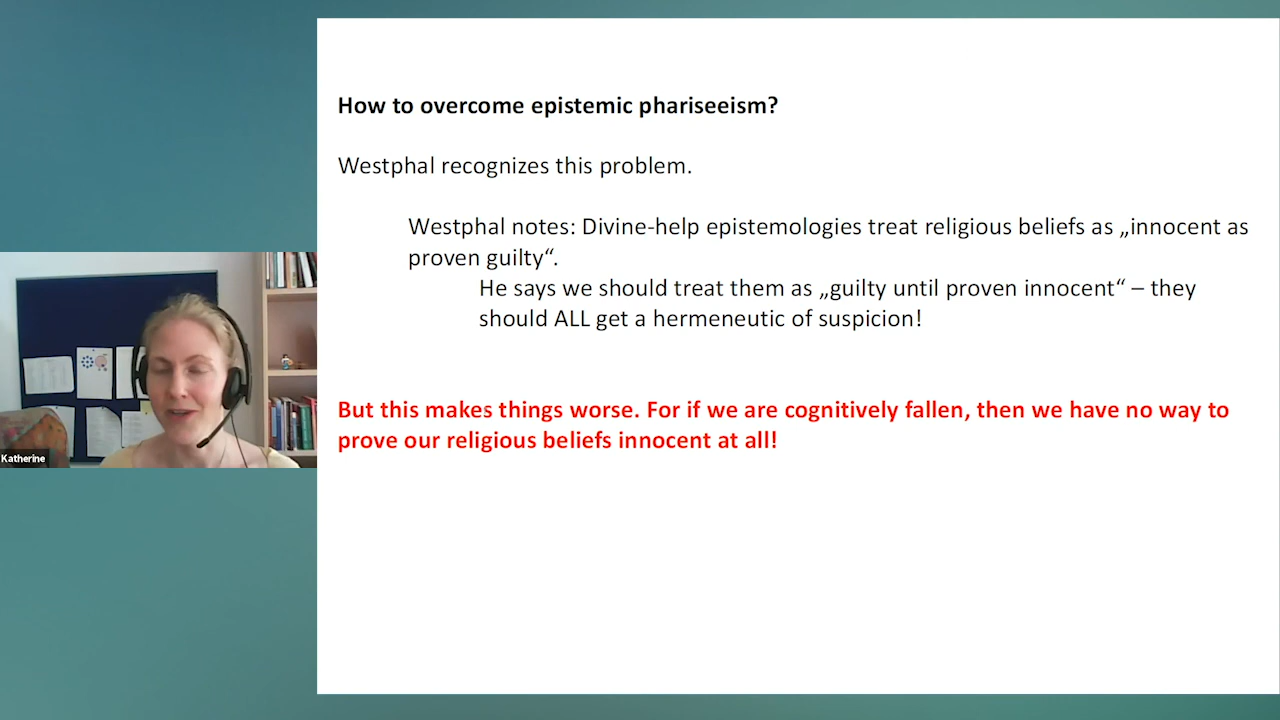 How to overcome epistemic phariseeism?
Westphal recognizes this problem.
Westphal notes: Divine-help epistemologies treat religious beliefs as „innocent as
proven guilty“.
He says we should treat them as „guilty until proven innocent“ – they
should ALL get a hermeneutic of suspicion!
But this makes things worse. For if we are cognitively fallen, then we have no way to
prove our religious beliefs innocent at all!
Katherine